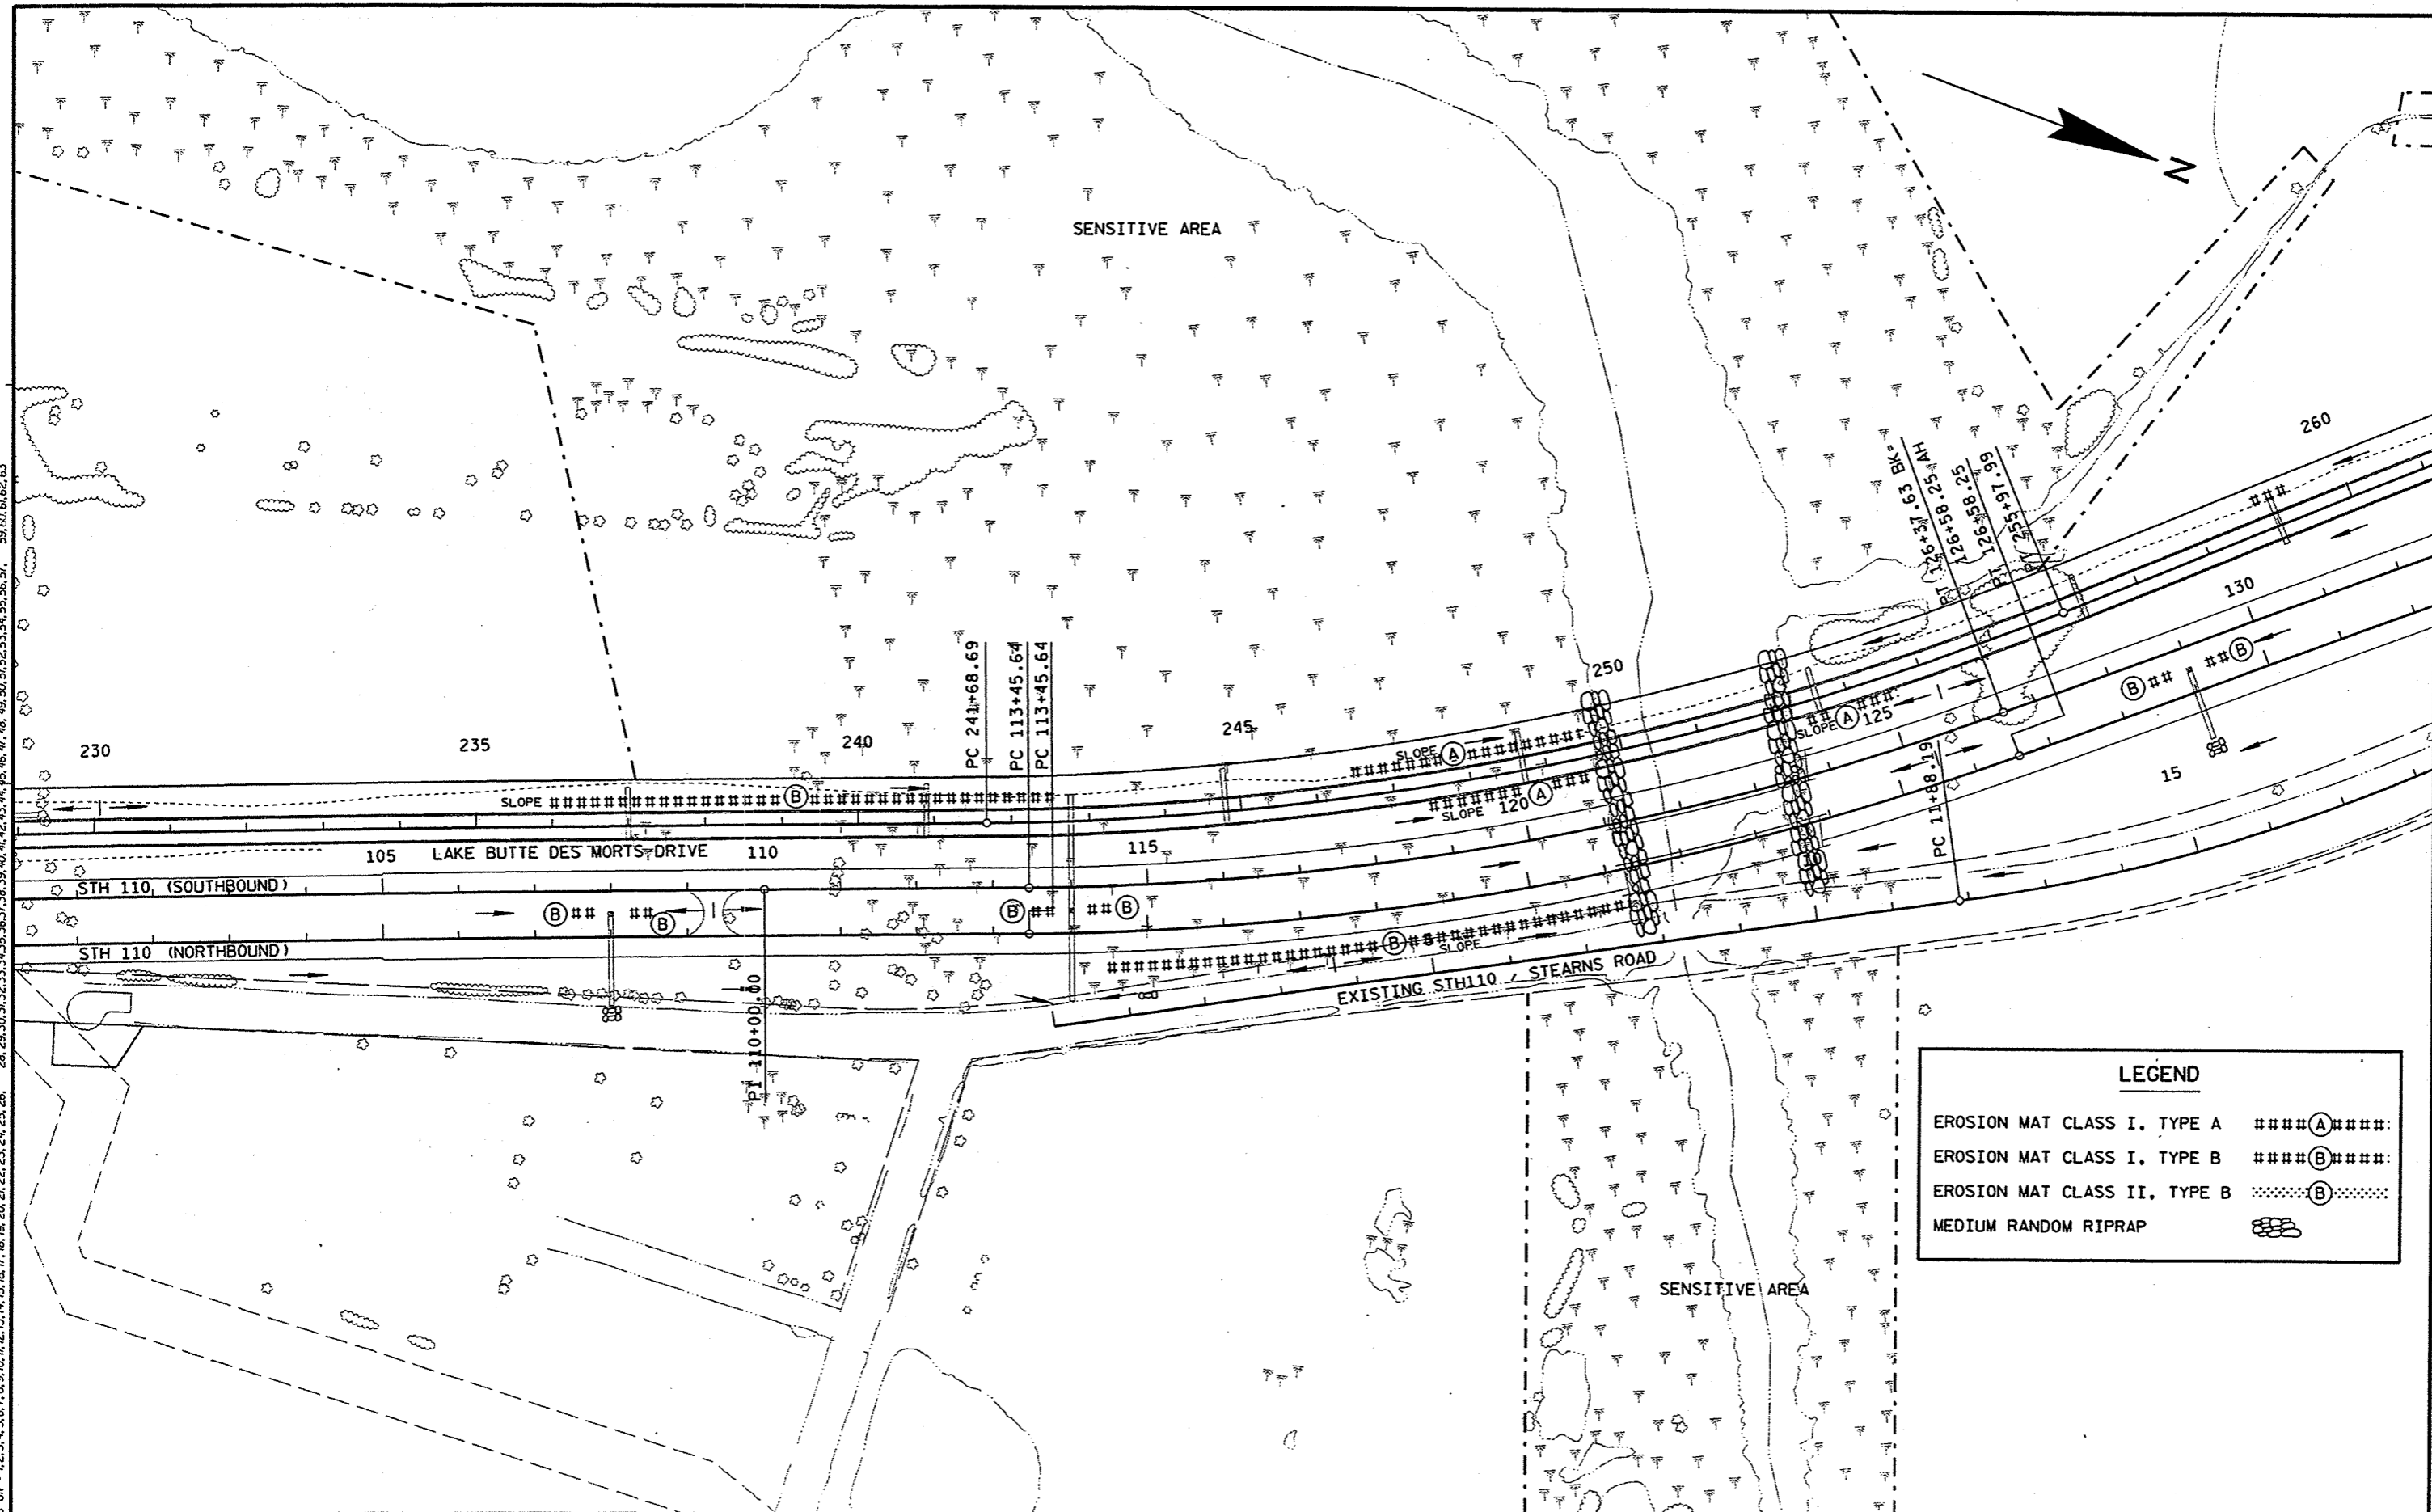 SENSITIVE AREA
N
260
PT 126+37.63 BK=
126+58.25 AH
PT 126+58.25
PT 255+97.99
130
250
PC 241+68.69
PC 113+45.64
PC 113+45.64
230
235
240
245
SLOPE
A
SLOPE
B
A
SLOPE 120
A
SLOPE
125
B
B
105 LAKE BUTTE DES MORTS DRIVE 110 115
STH 110 (SOUTHBOUND)
B
B
B
B
STH 110 (NORTHBOUND)
B
SLOPE
10
PC 11+88.19
15
PI 110+00.00
EXISTING STH110 / STEARNS ROAD
SENSITIVE AREA
LEGEND
EROSION MAT CLASS I, TYPE A ####A####
EROSION MAT CLASS I, TYPE B ####B####
EROSION MAT CLASS II, TYPE B B
MEDIUM RANDOM RIPRAP